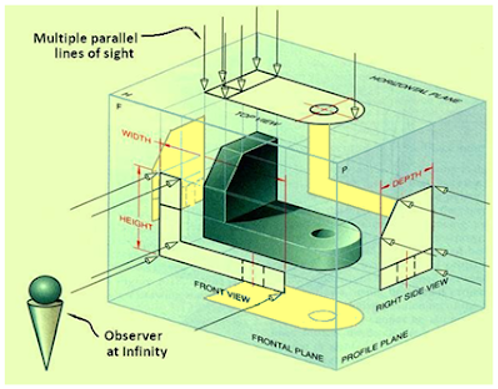 Multiple parallel
lines of sight
HORIZONTAL PLANE
H
F
TOP VIEW
WIDTH
P
DEPTH
HEIGHT
FRONT VIEW
RIGHT SIDE VIEW
Observer
at Infinity
FRONTAL PLANE
PROFILE PLANE